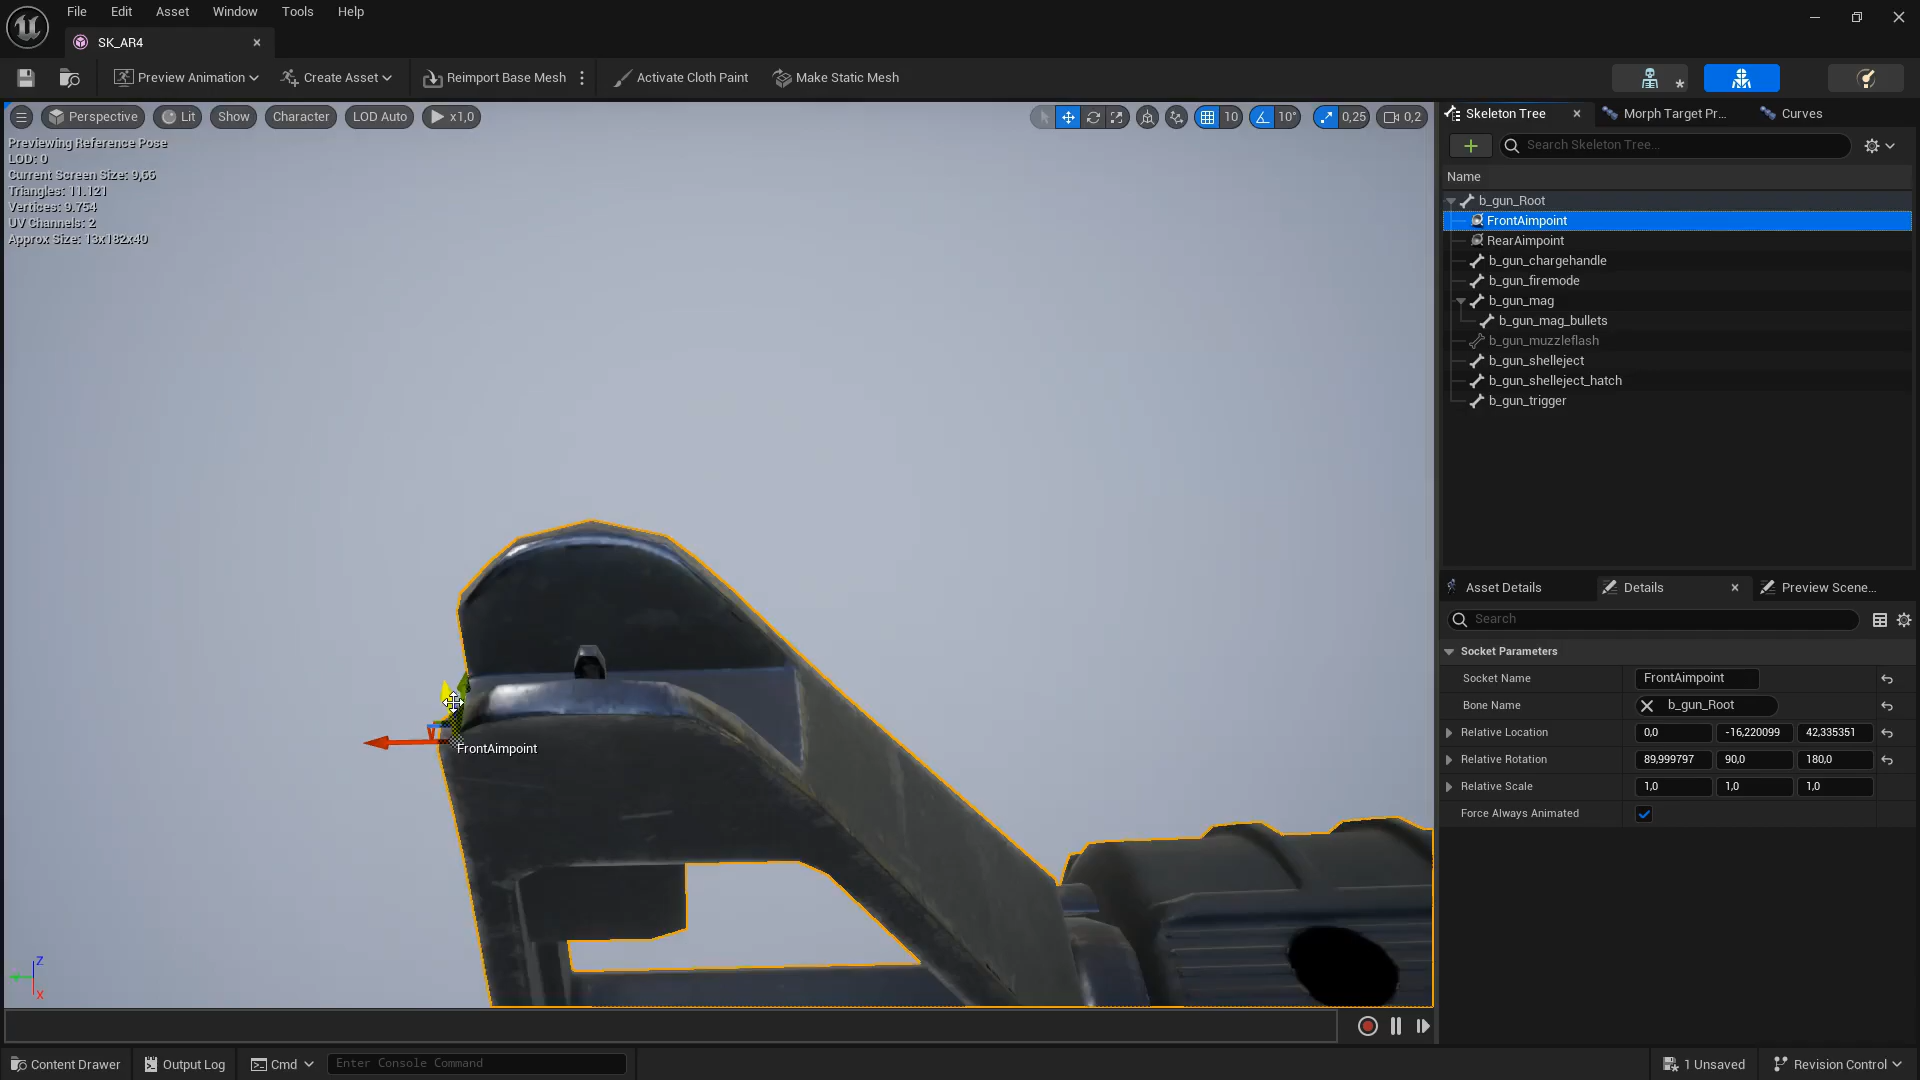 File Edit Asset Window Tools Help
SK_AR4
Preview Animation Create Asset Reimport Base Mesh Activate Cloth Paint Make Static Mesh
Perspective Lit Show Character LOD Auto x1,0 10 10° 0,25 0,2
Previewing Reference Pose
LOD: 0
Current Screen Size: 9,66
Triangles: 11.121
Vertices: 9.754
UV Channels: 2
Approx Size: 13x182x40
FrontAimpoint
Z
X
Skeleton Tree Morph Target Pr... Curves
Search Skeleton Tree...
Name
b_gun_Root
FrontAimpoint
RearAimpoint
b_gun_chargehandle
b_gun_firemode
b_gun_mag
b_gun_mag_bullets
b_gun_muzzleflash
b_gun_shelleject
b_gun_shelleject_hatch
b_gun_trigger
Asset Details Details Preview Scene...
Search
Socket Parameters
Socket Name FrontAimpoint
Bone Name b_gun_Root
Relative Location 0,0 -16,220099 42,335351
Relative Rotation 89,999797 90,0 180,0
Relative Scale 1,0 1,0 1,0
Force Always Animated
Content Drawer Output Log Cmd Enter Console Command 1 Unsaved Revision Control